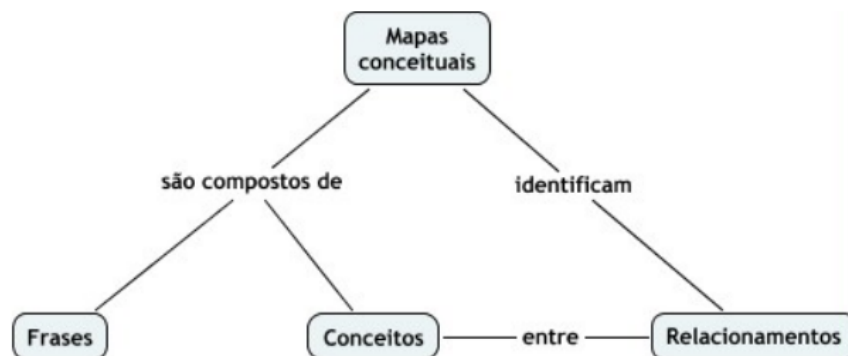 Mapas
conceituais
são compostos de
identificam
Frases
Conceitos
entre
Relacionamentos